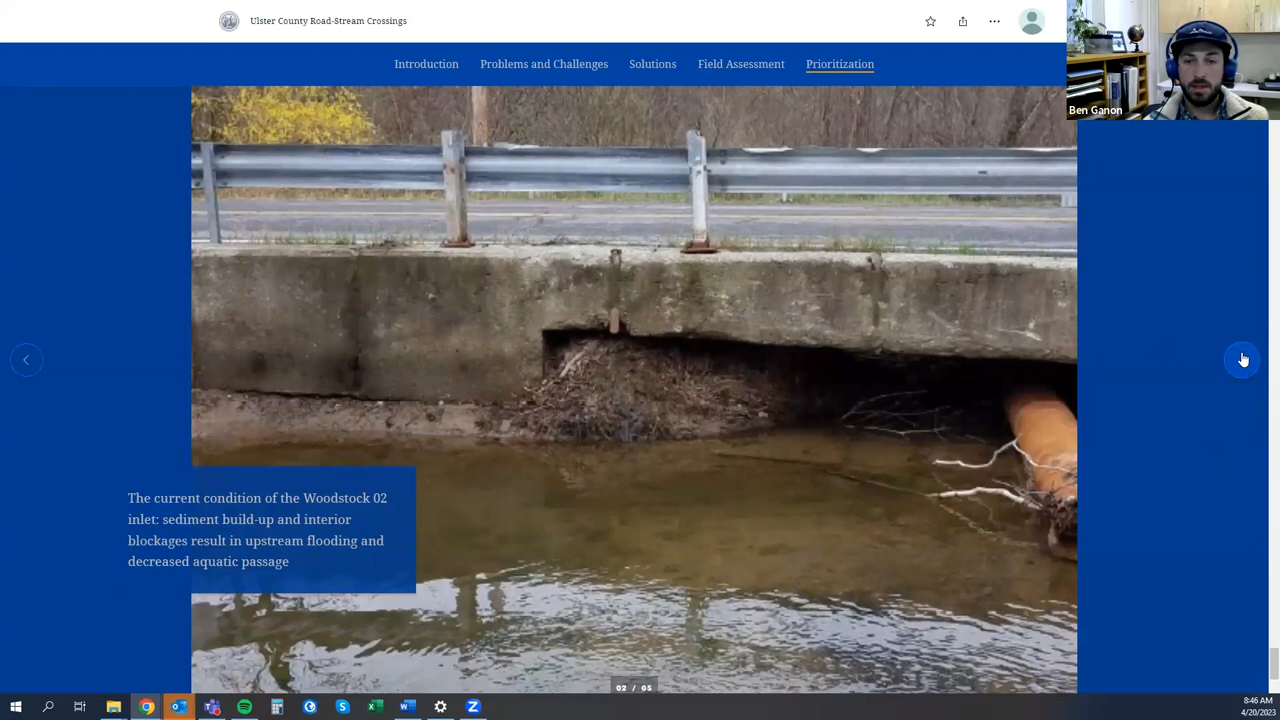 Ulster County Road-Stream Crossings
Ben Ganon
Introduction
Problems and Challenges
Solutions
Field Assessment
Prioritization
The current condition of the Woodstock 02
inlet: sediment build-up and interior
blockages result in upstream flooding and
decreased aquatic passage
02 / 05
8:46 AM
4/20/2023